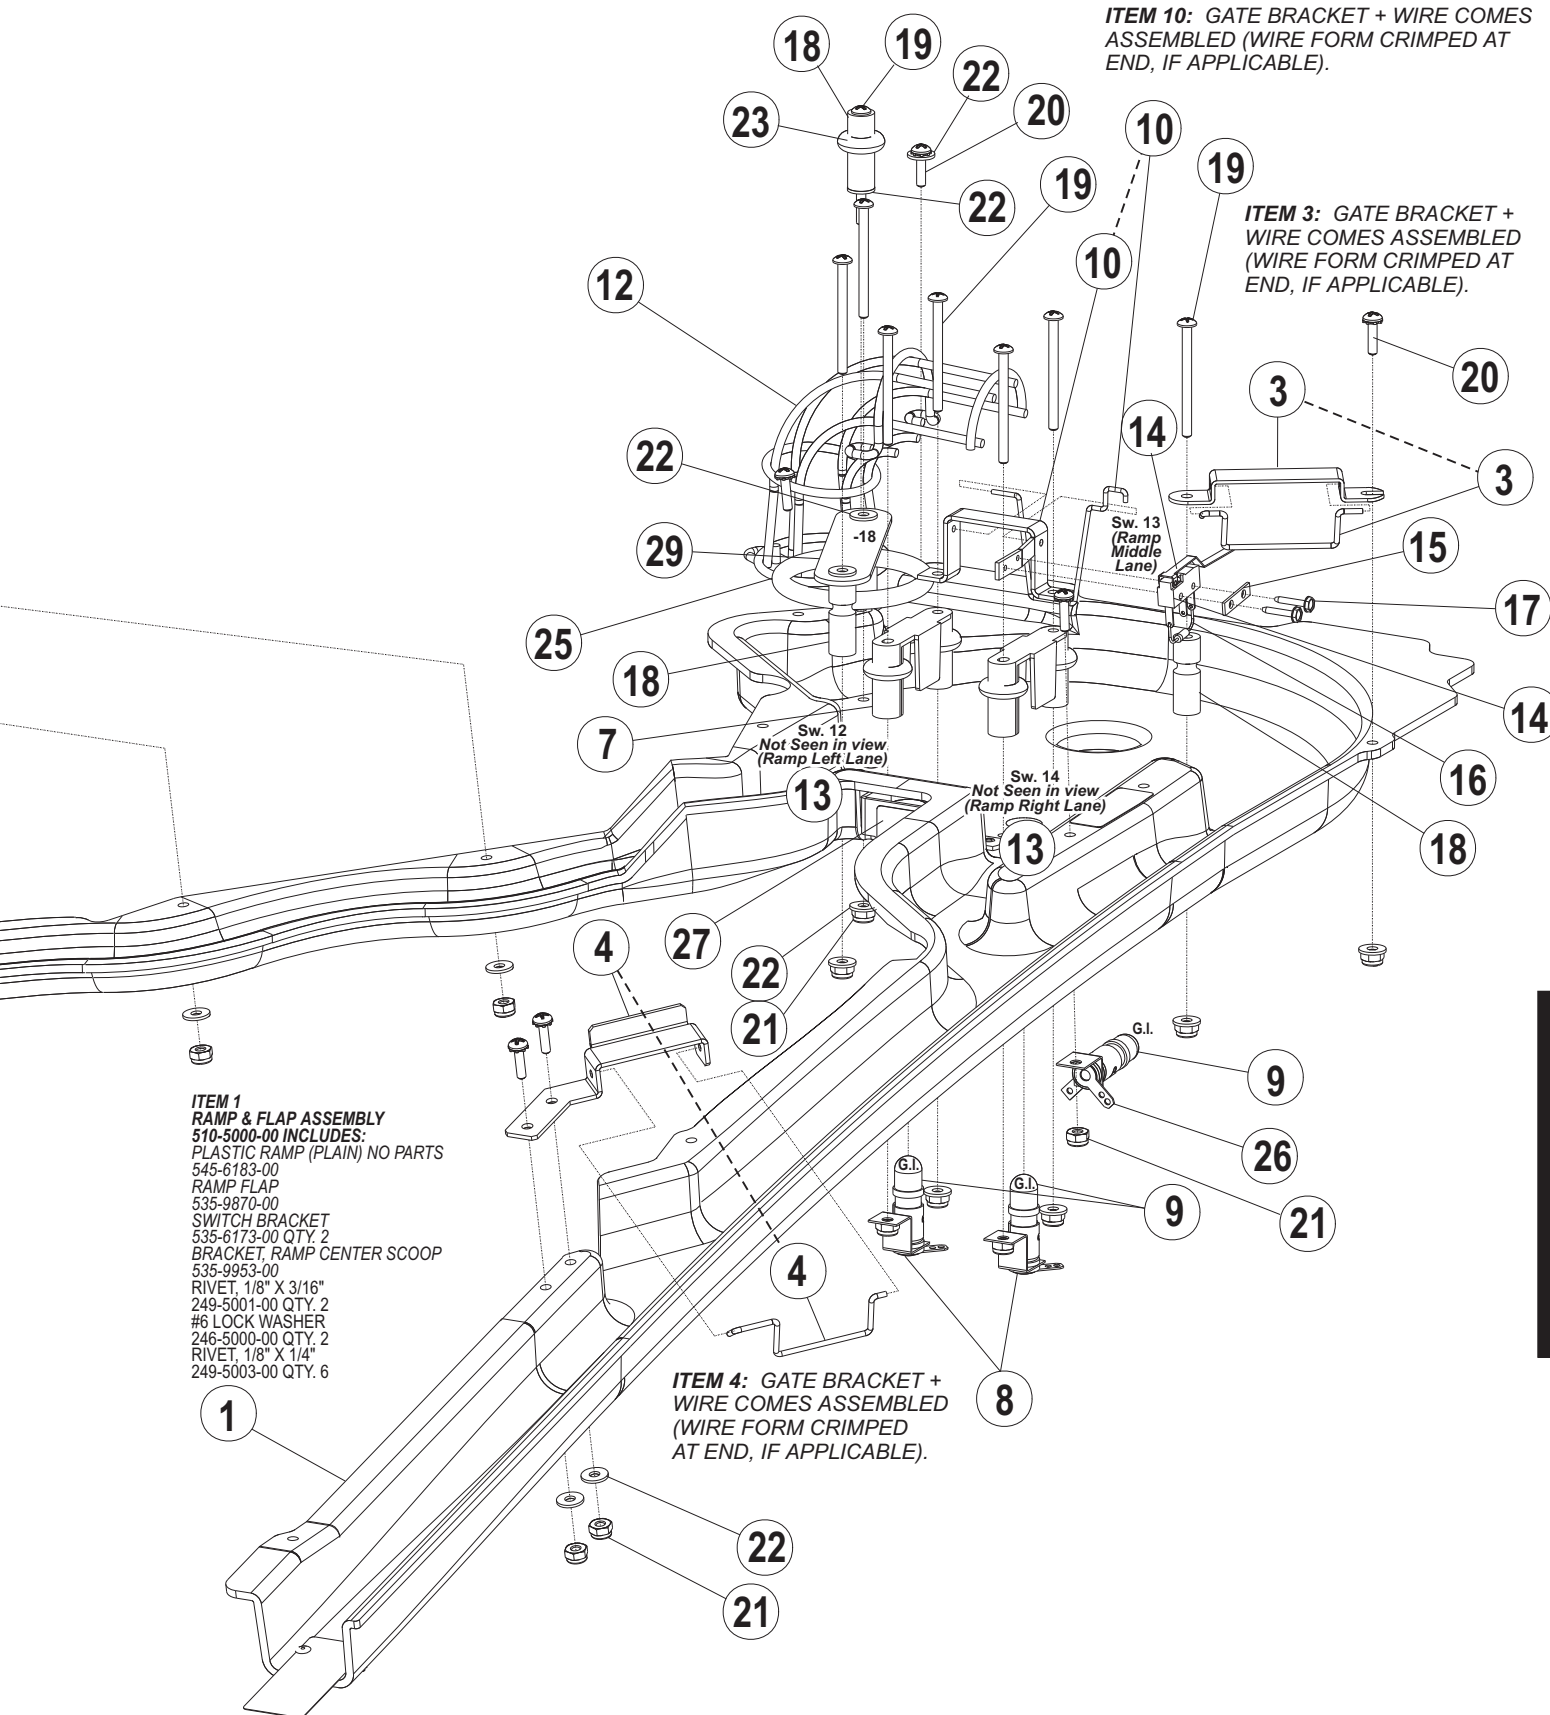 ITEM 10: GATE BRACKET + WIRE COMES
ASSEMBLED (WIRE FORM CRIMPED AT
END, IF APPLICABLE).
18
19
22
23
20
10
19
19
22
ITEM 3: GATE BRACKET +
WIRE COMES ASSEMBLED
(WIRE FORM CRIMPED AT
END, IF APPLICABLE).
10
12
20
3
14
22
3
Sw. 13
(Ramp
Middle
Lane)
-18
29
15
17
25
18
14
7
Sw. 12
Not Seen in view
(Ramp Left Lane)
13
Sw. 14
Not Seen in view
(Ramp Right Lane)
13
16
18
27
4
22
21
G.I.
9
26
21
ITEM 1
RAMP & FLAP ASSEMBLY
510-5000-00 INCLUDES:
PLASTIC RAMP (PLAIN) NO PARTS
545-6183-00
RAMP FLAP
535-9870-00
SWITCH BRACKET
535-6173-00 QTY. 2
BRACKET, RAMP CENTER SCOOP
535-9953-00
RIVET, 1/8" X 3/16"
249-5001-00 QTY. 2
#6 LOCK WASHER
246-5000-00 QTY. 2
RIVET, 1/8" X 1/4"
249-5003-00 QTY. 6
G.I.
G.I.
9
4
8
1
ITEM 4: GATE BRACKET +
WIRE COMES ASSEMBLED
(WIRE FORM CRIMPED
AT END, IF APPLICABLE).
22
21